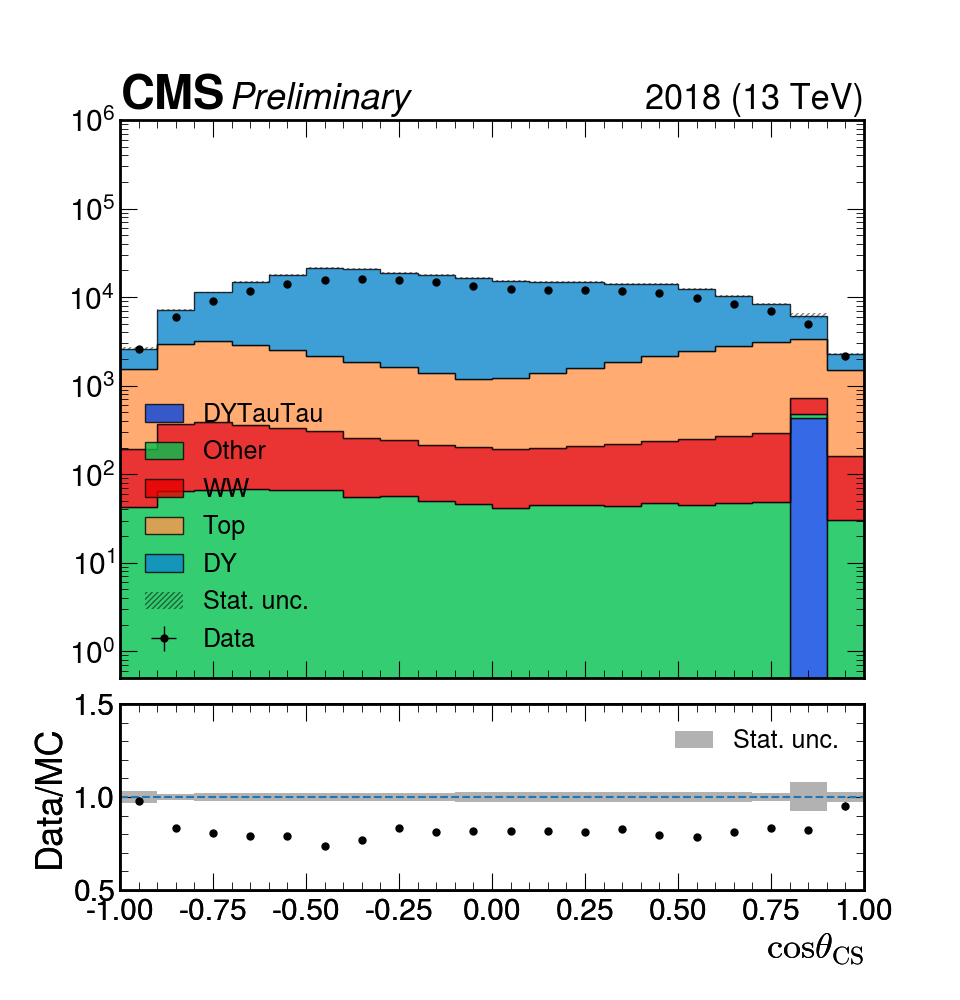 CMS Preliminary 2018 (13 TeV)
10^6
10^5
10^4
10^3
10^2
10^1
10^0
DYTauTau
Other
WW
Top
DY
Stat. unc.
Data
Data/MC
1.5
1.0
0.5
Stat. unc.
-1.00 -0.75 -0.50 -0.25 0.00 0.25 0.50 0.75 1.00
cosθ_CS